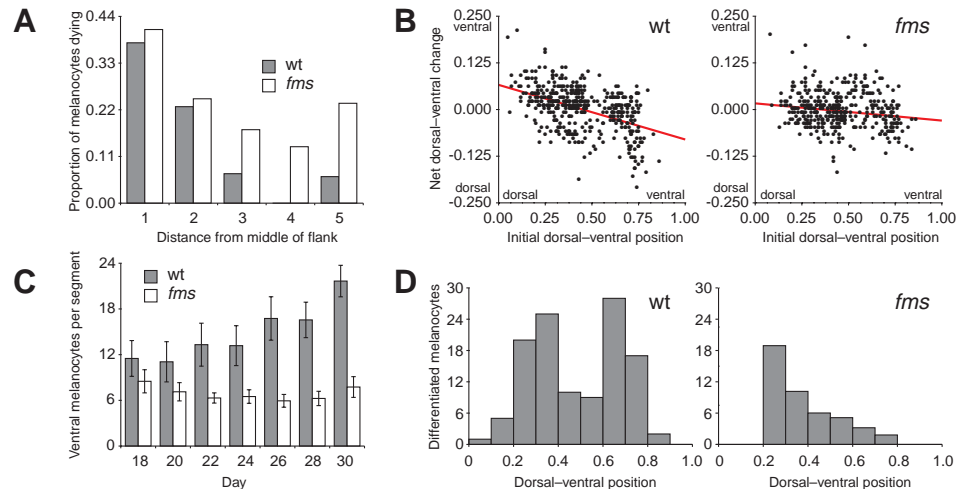 A
Proportion of melanocytes dying
0.44
0.33
0.22
0.11
0.00
wt
fms
1 2 3 4 5
Distance from middle of flank
B
wt
fms
Net dorsal–ventral change
0.250
ventral
0.125
0.000
-0.125
dorsal
-0.250
dorsal
ventral
0.00 0.25 0.50 0.75 1.00
Initial dorsal–ventral position
0.250
ventral
0.125
0.000
-0.125
dorsal
-0.250
dorsal
ventral
0.00 0.25 0.50 0.75 1.00
Initial dorsal–ventral position
C
Ventral melanocytes per segment
24
18
12
6
0
wt
fms
18 20 22 24 26 28 30
Day
D
wt
fms
Differentiated melanocytes
30
24
18
12
6
0
0 0.2 0.4 0.6 0.8 1.0
Dorsal–ventral position
30
24
18
12
6
0
0 0.2 0.4 0.6 0.8 1.0
Dorsal–ventral position